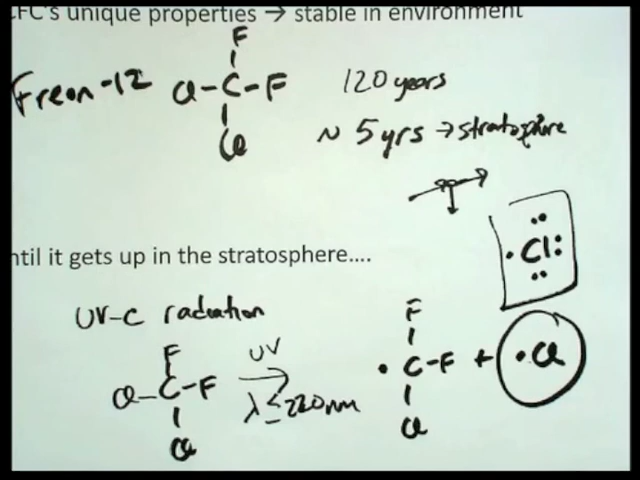 CFC's unique properties → stable in environment
F
Freon-12 Cl-C-F 120 years
Cl ~ 5 yrs → stratosphere
·Cl:
ntil it gets up in the stratosphere....
UV-C radiation
F UV F
Cl-C-F → ·C-F + ·Cl
λ ≤ 220nm
Cl Cl